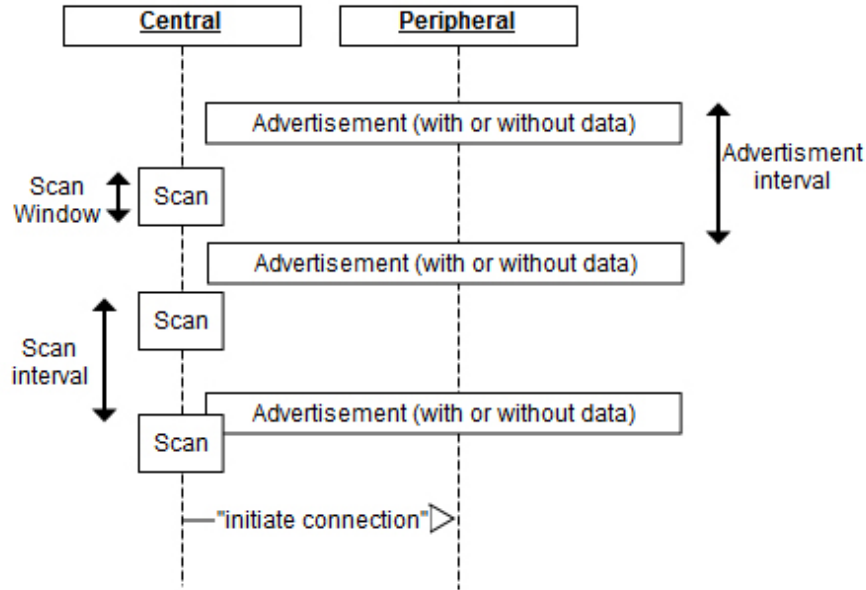 Central
Peripheral
Advertisement (with or without data)
Advertisment
interval
Scan
Window
Scan
Advertisement (with or without data)
Scan
Scan
interval
Advertisement (with or without data)
Scan
"initiate connection"